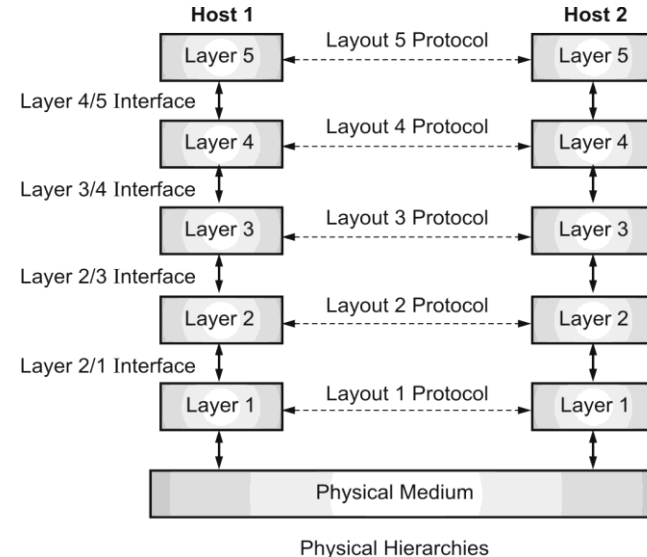 Host 1 Host 2
Layer 5 Layout 5 Protocol Layer 5
Layer 4/5 Interface
Layer 4 Layout 4 Protocol Layer 4
Layer 3/4 Interface
Layer 3 Layout 3 Protocol Layer 3
Layer 2/3 Interface
Layer 2 Layout 2 Protocol Layer 2
Layer 2/1 Interface
Layer 1 Layout 1 Protocol Layer 1
Physical Medium
Physical Hierarchies